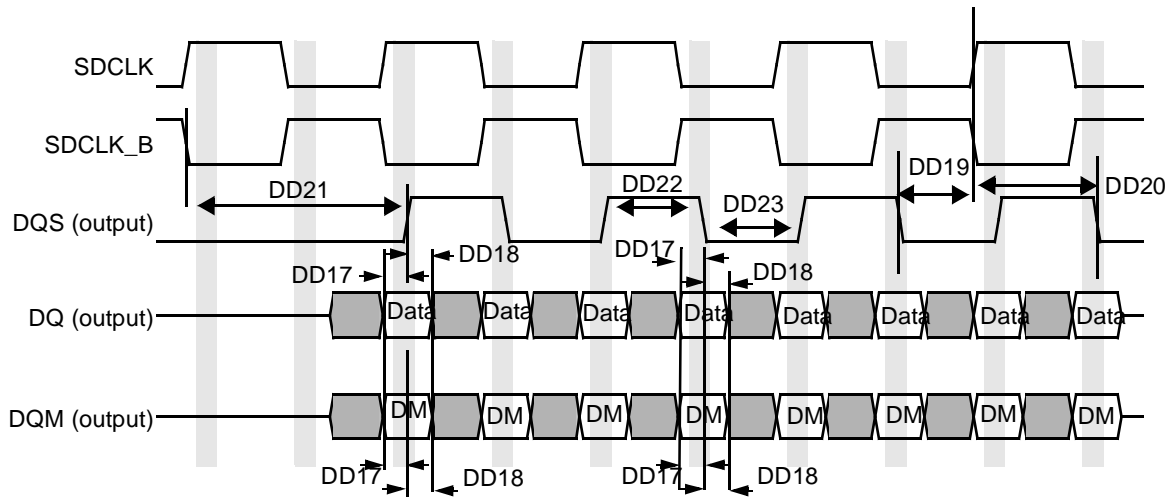 SDCLK
SDCLK_B
DD19
DD21
DD22
DD20
DD23
DQS (output)
DD17
DD18
DD17
DD18
DQ (output)
Data Data Data Data Data Data Data Data
DQM (output)
DM DM DM DM DM DM DM DM
DD17
DD18
DD17
DD18